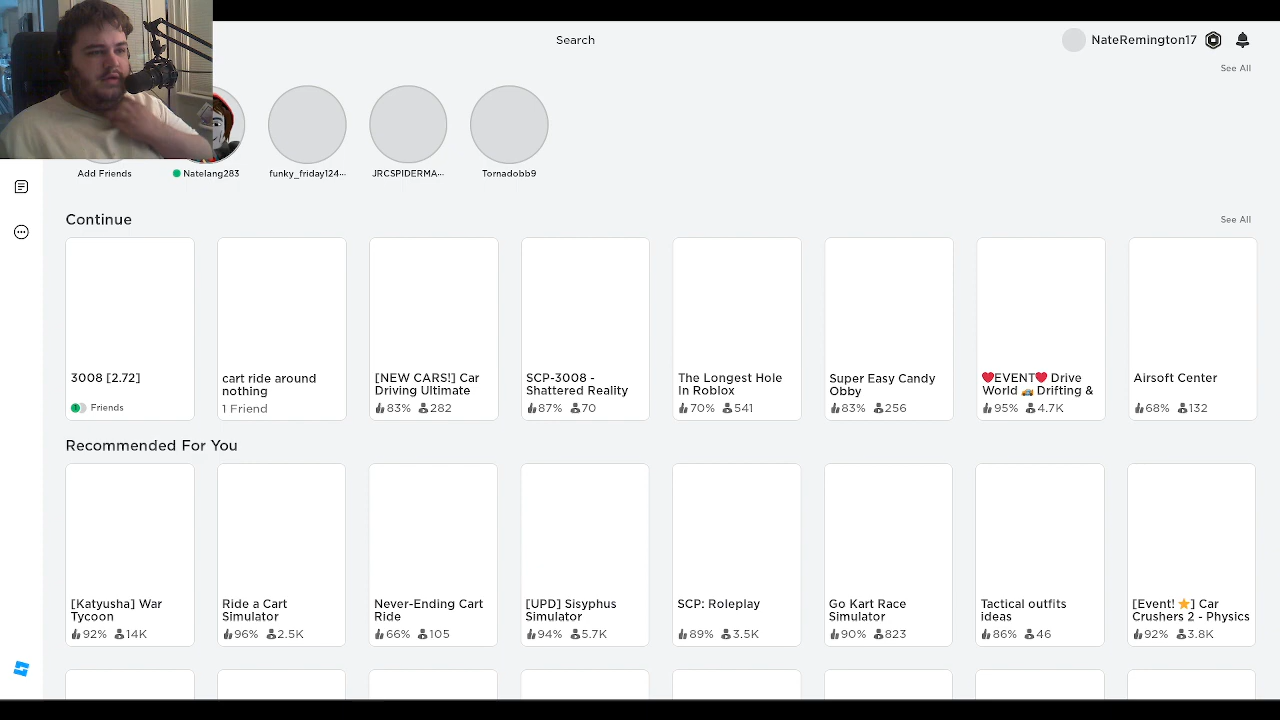 Search
NateRemington17
See All
Add Friends
Natelang283
funky_friday124...
JRCSPIDERMA...
Tornadobb9
Continue
See All
3008 [2.72]
Friends
cart ride around
nothing
1 Friend
[NEW CARS!] Car
Driving Ultimate
83% 282
SCP-3008 -
Shattered Reality
87% 70
The Longest Hole
In Roblox
70% 541
Super Easy Candy
Obby
83% 256
❤️EVENT❤️ Drive
World 🚗 Drifting &
95% 4.7K
Airsoft Center
68% 132
Recommended For You
[Katyusha] War
Tycoon
92% 14K
Ride a Cart
Simulator
96% 2.5K
Never-Ending Cart
Ride
66% 105
[UPD] Sisyphus
Simulator
94% 5.7K
SCP: Roleplay
89% 3.5K
Go Kart Race
Simulator
90% 823
Tactical outfits
ideas
86% 46
[Event! ⭐] Car
Crushers 2 - Physics
92% 3.8K